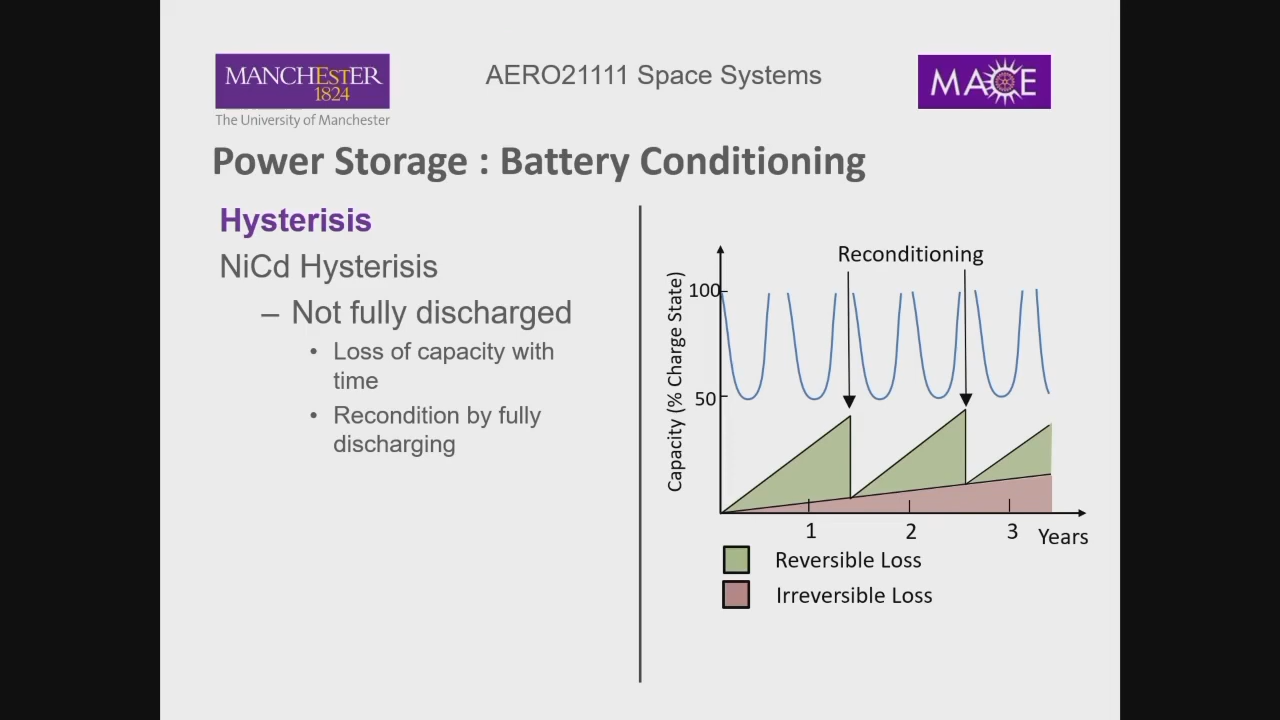 MANCHESTER
1824
The University of Manchester
AERO21111 Space Systems
MACE
Power Storage : Battery Conditioning
Hysterisis
NiCd Hysterisis
– Not fully discharged
• Loss of capacity with
time
• Recondition by fully
discharging
Reconditioning
Capacity (% Charge State)
100
50
1
2
3
Years
Reversible Loss
Irreversible Loss